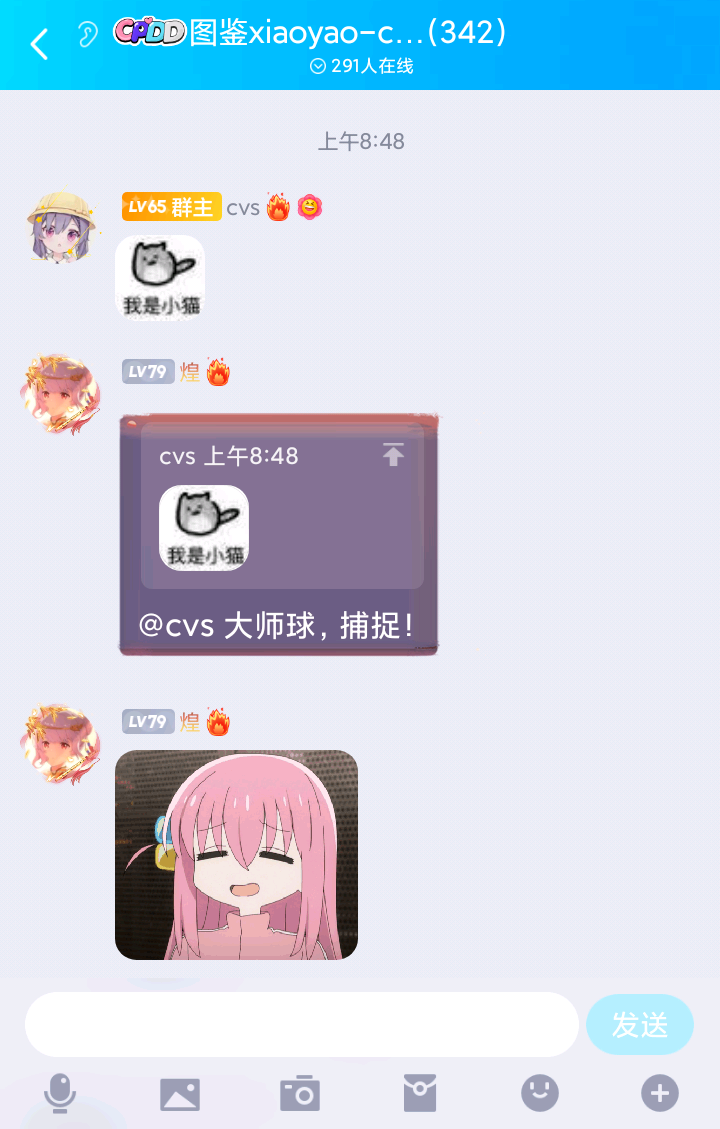 CPDD图鉴xiaoyao-c...(342)
291人在线
上午8:48
LV65 群主 cvs
我是小猫
LV79 煌
cvs 上午8:48
我是小猫
@cvs 大师球，捕捉！
LV79 煌
发送